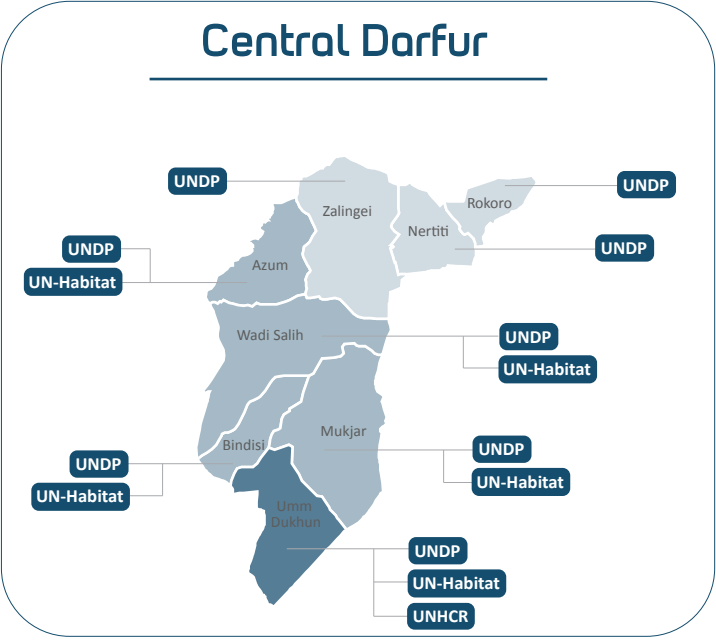 Central Darfur
UNDP
UNDP
Zalingei
Rokoro
Nertiti
UNDP
UNDP
Azum
UN-Habitat
Wadi Salih
UNDP
UN-Habitat
Mukjar
Bindisi
UNDP
UNDP
UN-Habitat
UN-Habitat
Umm
Dukhun
UNDP
UN-Habitat
UNHCR